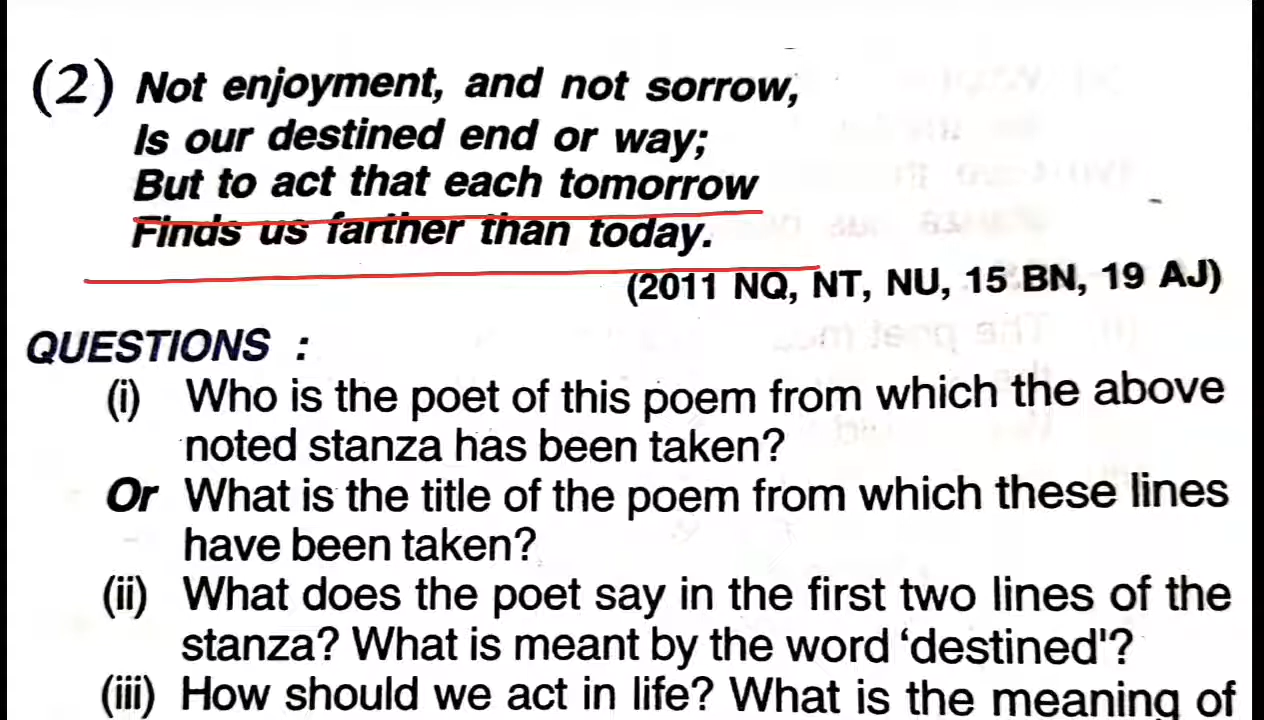 (2) Not enjoyment, and not sorrow,
Is our destined end or way;
But to act that each tomorrow
Finds us farther than today.
(2011 NQ, NT, NU, 15 BN, 19 AJ)
QUESTIONS :
(i) Who is the poet of this poem from which the above
noted stanza has been taken?
Or What is the title of the poem from which these lines
have been taken?
(ii) What does the poet say in the first two lines of the
stanza? What is meant by the word ‘destined'?
(iii) How should we act in life? What is the meaning of